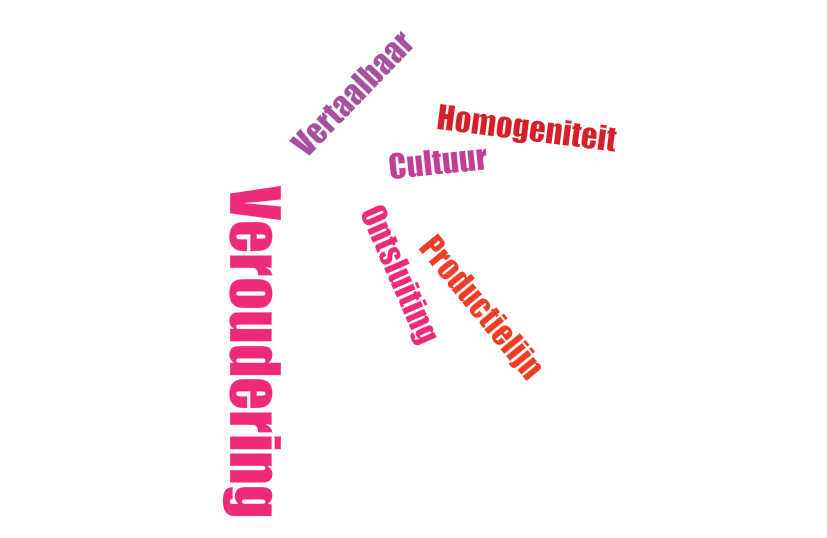 Vertaalbaar
Homogeniteit
Cultuur
Veroudering
Ontsluiting
Productielijn